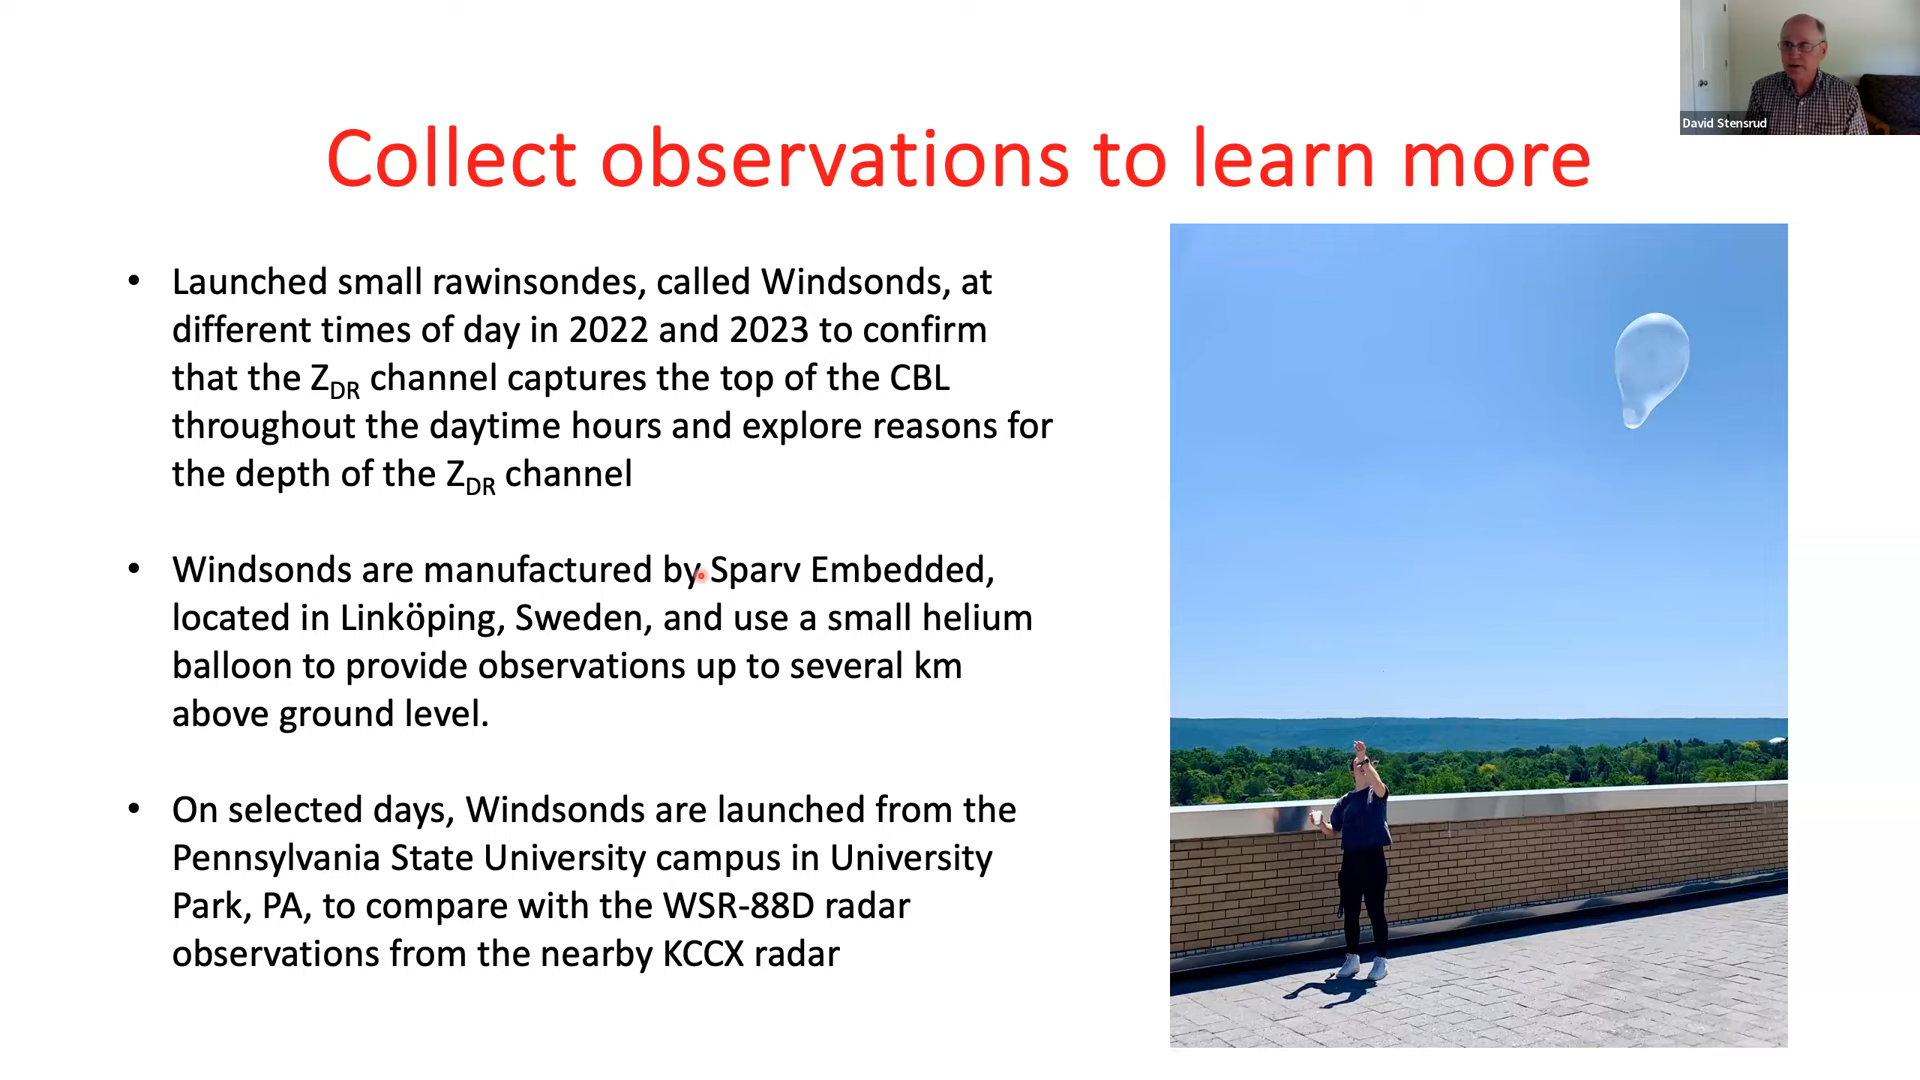 David Stensrud
Collect observations to learn more
• Launched small rawinsondes, called Windsonds, at
different times of day in 2022 and 2023 to confirm
that the ZDR channel captures the top of the CBL
throughout the daytime hours and explore reasons for
the depth of the ZDR channel
• Windsonds are manufactured by Sparv Embedded,
located in Linköping, Sweden, and use a small helium
balloon to provide observations up to several km
above ground level.
• On selected days, Windsonds are launched from the
Pennsylvania State University campus in University
Park, PA, to compare with the WSR-88D radar
observations from the nearby KCCX radar